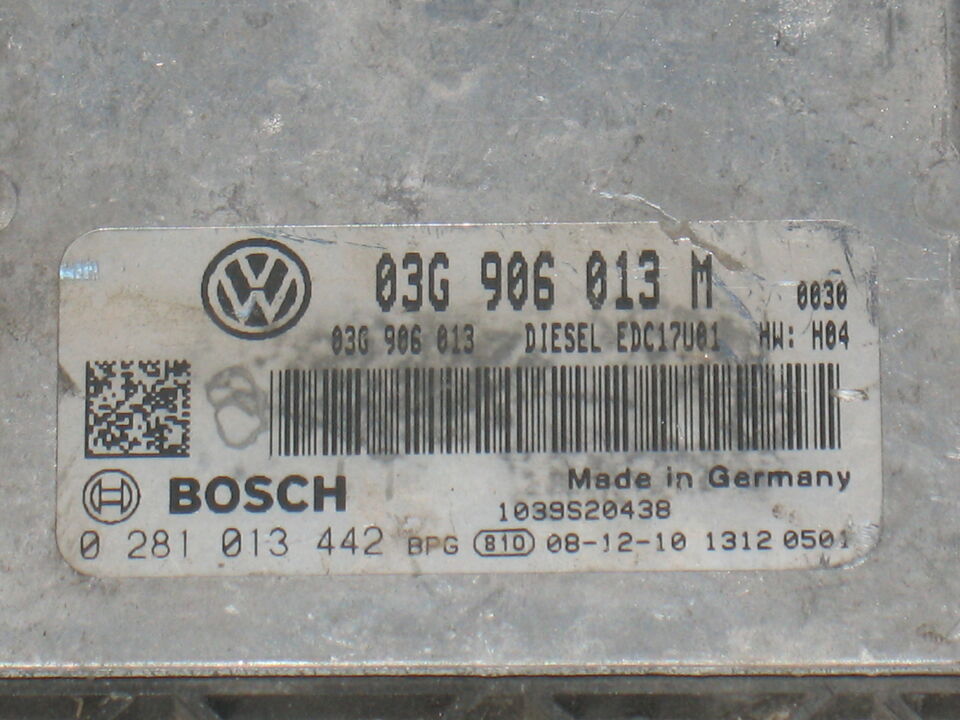 03G 906 013 M 0030
03G 906 013 DIESEL EDC17U01 HW: H04
Made in Germany
BOSCH
1039S20438
0 281 013 442 BPG 810 08-12-10 1312 0501